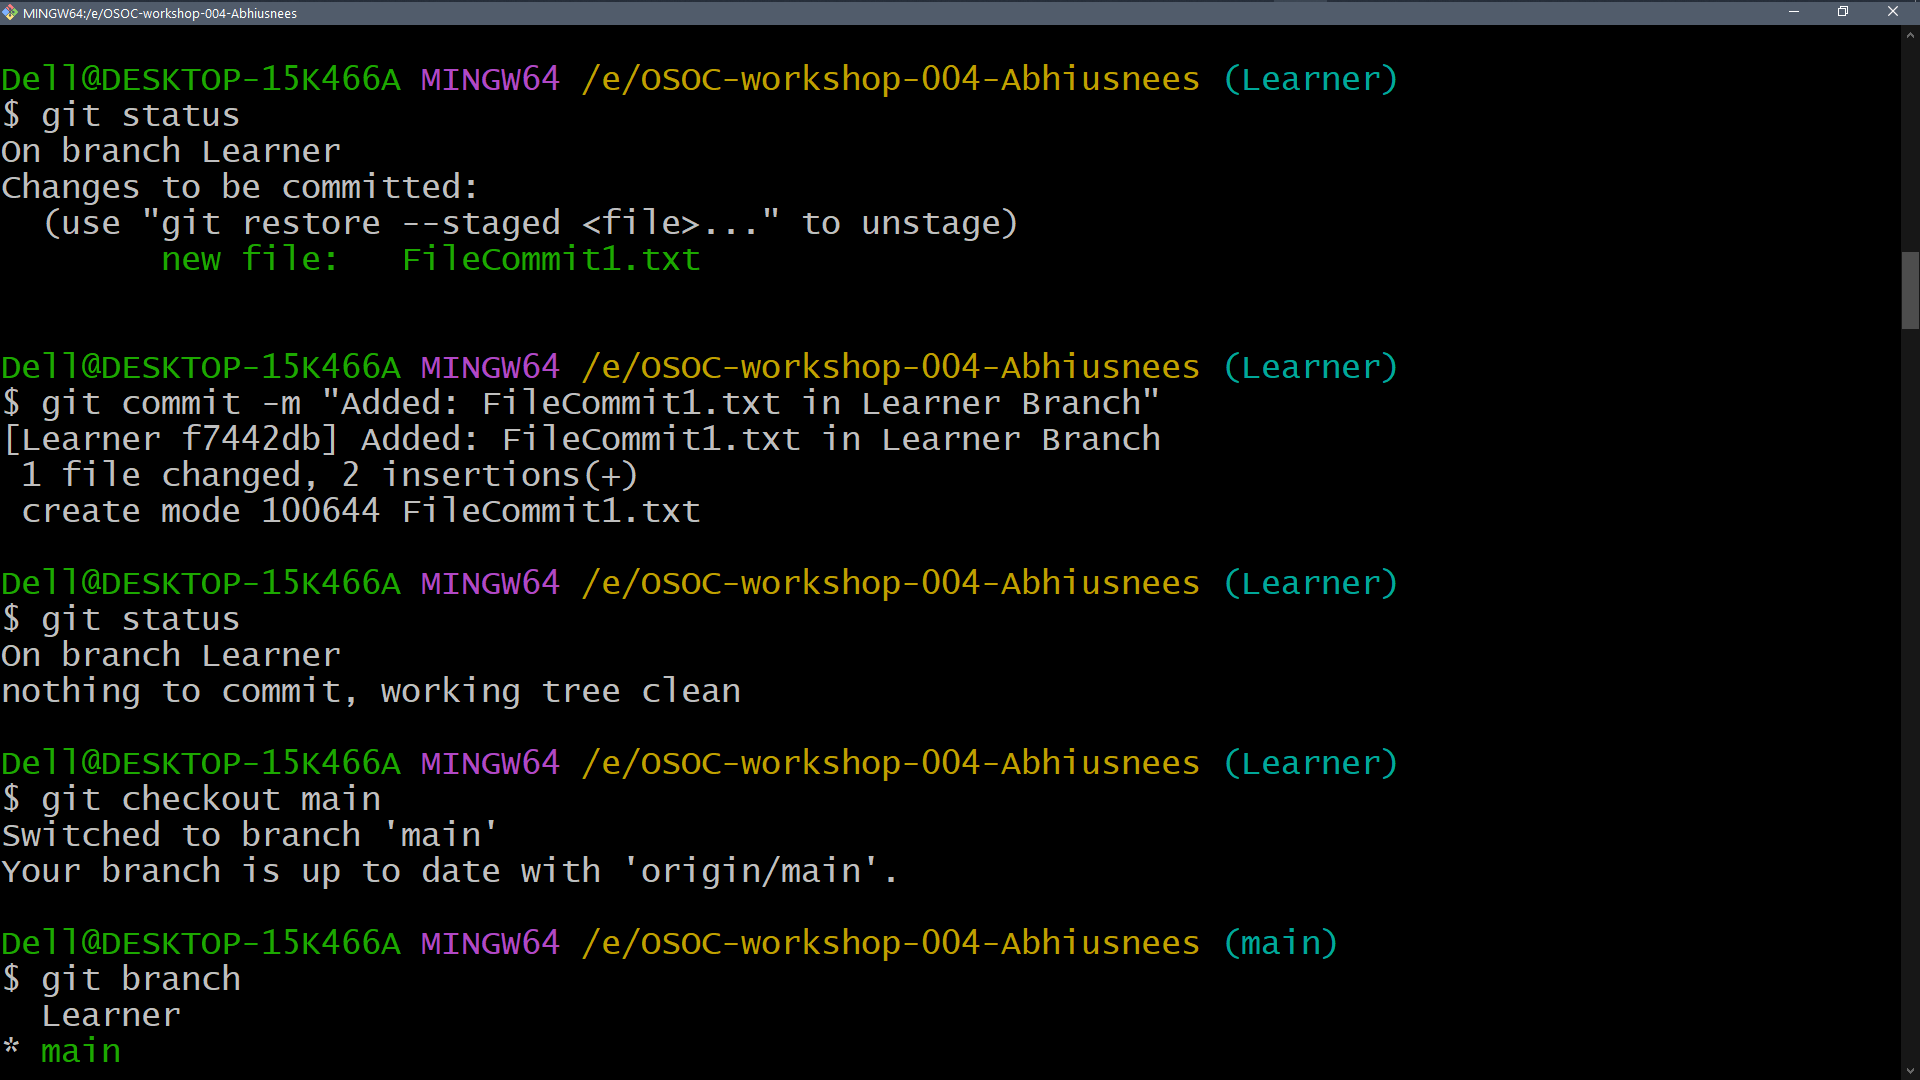 MINGW64:/e/OSOC-workshop-004-Abhiusnees
Dell@DESKTOP-15K466A MINGW64 /e/OSOC-workshop-004-Abhiusnees (Learner)
$ git status
On branch Learner
Changes to be committed:
  (use "git restore --staged <file>..." to unstage)
        new file:   FileCommit1.txt
Dell@DESKTOP-15K466A MINGW64 /e/OSOC-workshop-004-Abhiusnees (Learner)
$ git commit -m "Added: FileCommit1.txt in Learner Branch"
[Learner f7442db] Added: FileCommit1.txt in Learner Branch
 1 file changed, 2 insertions(+)
 create mode 100644 FileCommit1.txt
Dell@DESKTOP-15K466A MINGW64 /e/OSOC-workshop-004-Abhiusnees (Learner)
$ git status
On branch Learner
nothing to commit, working tree clean
Dell@DESKTOP-15K466A MINGW64 /e/OSOC-workshop-004-Abhiusnees (Learner)
$ git checkout main
Switched to branch 'main'
Your branch is up to date with 'origin/main'.
Dell@DESKTOP-15K466A MINGW64 /e/OSOC-workshop-004-Abhiusnees (main)
$ git branch
  Learner
* main